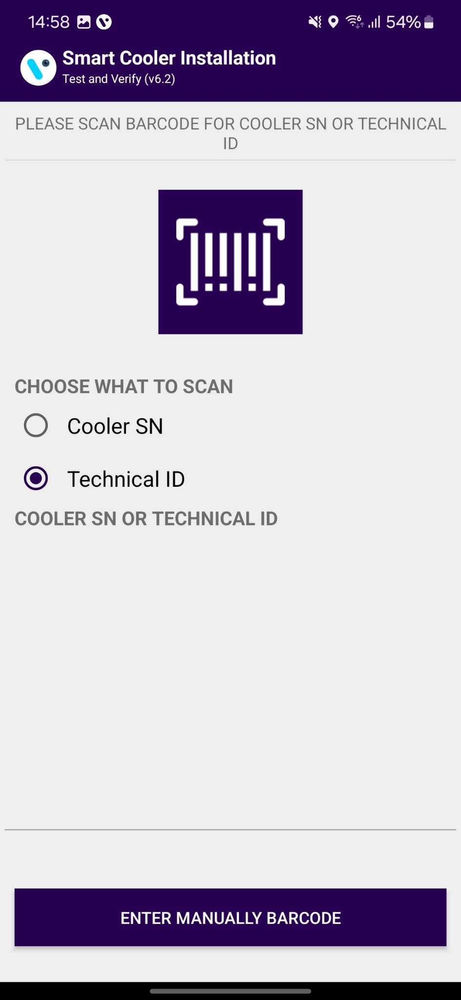 14:58
54%
Smart Cooler Installation
Test and Verify (v6.2)
PLEASE SCAN BARCODE FOR COOLER SN OR TECHNICAL
ID
CHOOSE WHAT TO SCAN
Cooler SN
Technical ID
COOLER SN OR TECHNICAL ID
ENTER MANUALLY BARCODE